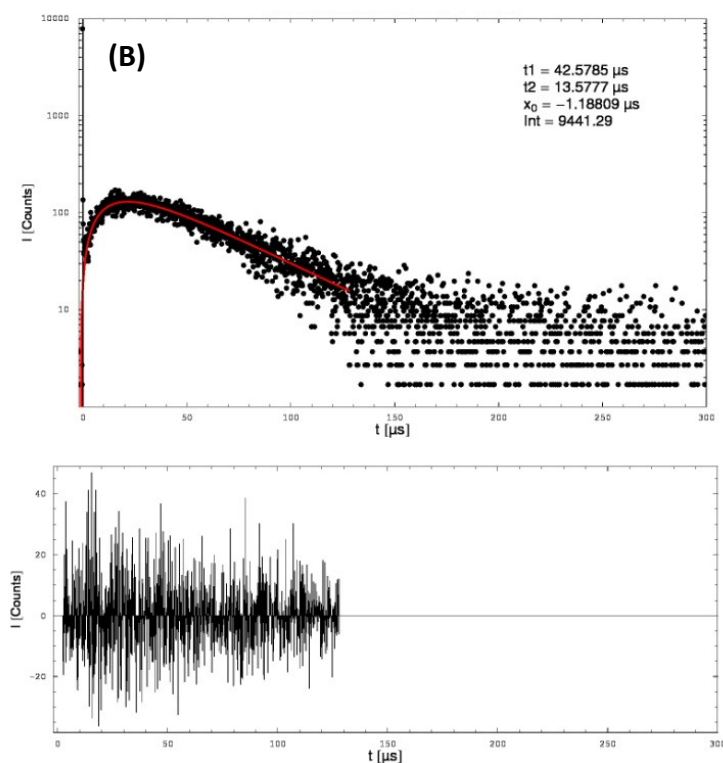 (B)
t1 = 42.5785 µs
t2 = 13.5777 µs
x₀ = −1.18809 µs
Int = 9441.29
I [Counts]
10000
1000
100
10
0
50
100
150
200
250
300
t [µs]
I [Counts]
40
20
0
-20
0
50
100
150
200
250
300
t [µs]